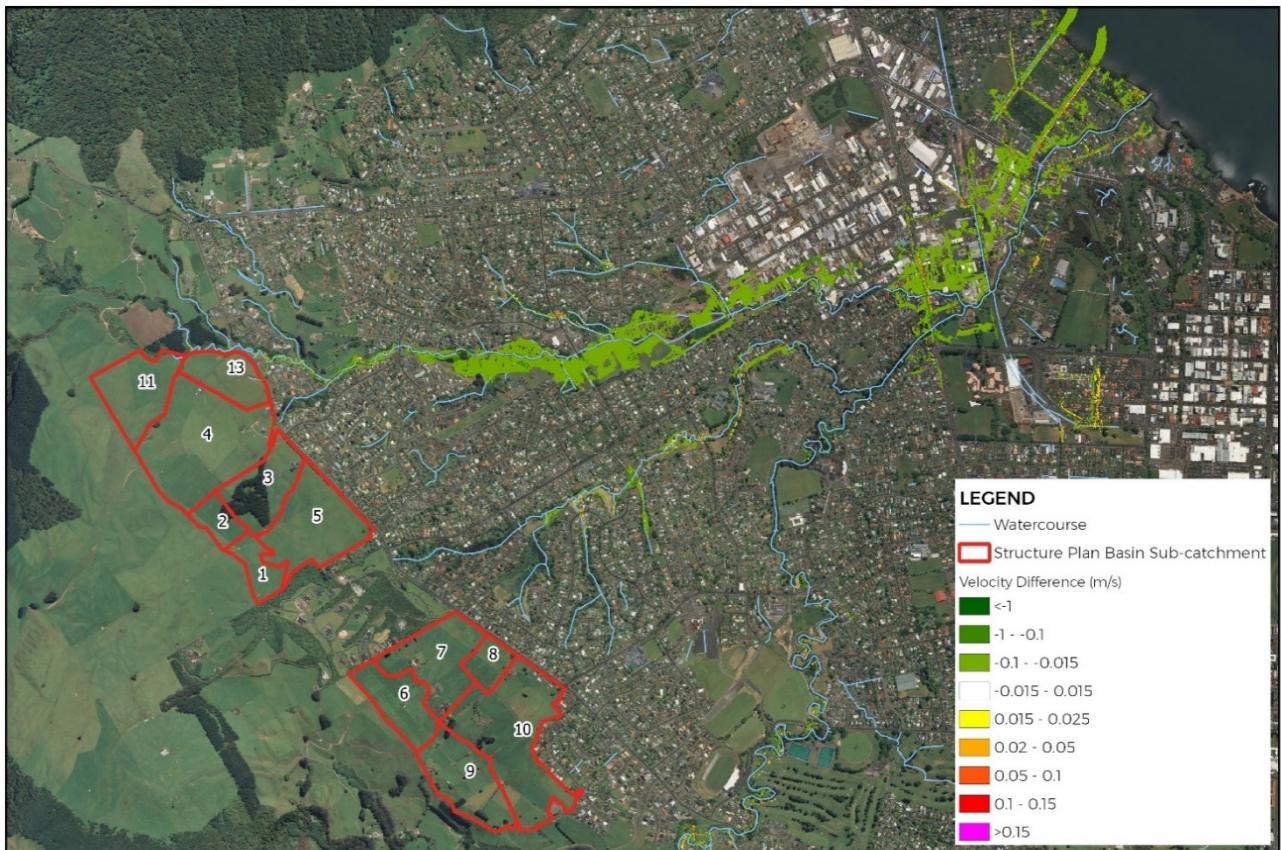 11
13
4
3
2
5
1
7
8
6
10
9
LEGEND
Watercourse
Structure Plan Basin Sub-catchment
Velocity Difference (m/s)
<-1
-1 - -0.1
-0.1 - -0.015
-0.015 - 0.015
0.015 - 0.025
0.02 - 0.05
0.05 - 0.1
0.1 - 0.15
>0.15